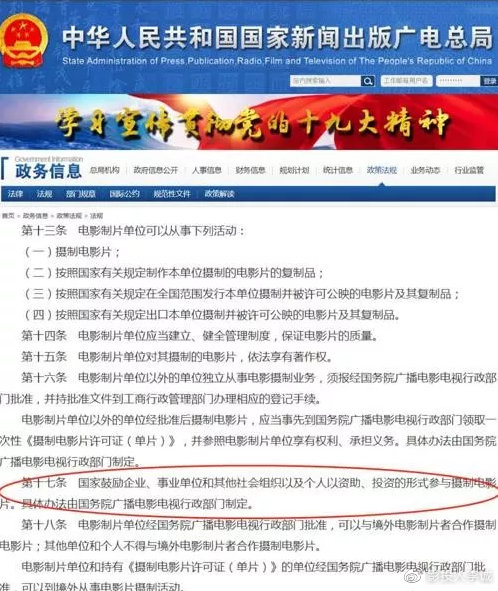 中华人民共和国国家新闻出版广电总局
State Administration of Press,Publication,Radio,Film and Television of The People's Republic of China
站内搜索输入 工作邮箱用户名 ••••••••••
学习宣传贯彻党的十九大精神
Government Information
政务信息 总局机构 政府信息公开 人事信息 财务信息 规划计划 统计信息 政策法规 业务动态 行业监管
法律 法规 部门规章 国际公约 规范性文件 政策解读
首页 » 政务信息 » 政策法规 » 法规
第十三条 电影制片单位可以从事下列活动：
（一）摄制电影片；
（二）按照国家有关规定制作本单位摄制的电影片的复制品；
（三）按照国家有关规定在全国范围发行本单位摄制并被许可公映的电影片及其复制品；
（四）按照国家有关规定出口本单位摄制并被许可公映的电影片及其复制品。
第十四条 电影制片单位应当建立、健全管理制度，保证电影片的质量。
第十五条 电影制片单位对其摄制的电影片，依法享有著作权。
第十六条 电影制片单位以外的单位独立从事电影摄制业务，须报经国务院广播电影电视行政部
门批准，并持批准文件到工商行政管理部门办理相应的登记手续。
电影制片单位以外的单位经批准后摄制电影片，应当事先到国务院广播电影电视行政部门领取一
次性《摄制电影片许可证（单片）》，并参照电影制片单位享有权利、承担义务。具体办法由国务院
广播电影电视行政部门制定。
第十七条 国家鼓励企业、事业单位和其他社会组织以及个人以资助、投资的形式参与摄制电影
片。具体办法由国务院广播电影电视行政部门制定。
第十八条 电影制片单位经国务院广播电影电视行政部门批准，可以与境外电影制片者合作摄制
电影片；其他单位和个人不得与境外电影制片者合作摄制电影片。
电影制片单位和持有《摄制电影片许可证（单片）》的单位经国务院广播电影电视行政部门批
准，可以到境外从事电影片摄制活动。